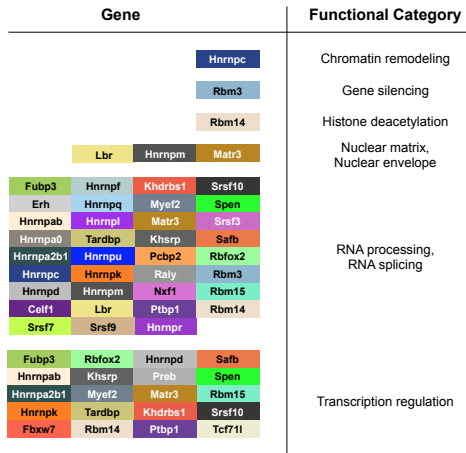 Gene Functional Category
Hnrnpc Chromatin remodeling
Rbm3 Gene silencing
Rbm14 Histone deacetylation
Lbr Hnrnpm Matr3 Nuclear matrix,
Nuclear envelope
Fubp3 Hnrnpf Khdrbs1 Srsf10
Erh Hnrnpq Myef2 Spen
Hnrnpab Hnrnpl Matr3 Srsf3
Hnrnpa0 Tardbp Khsrp Safb
Hnrnpa2b1 Hnrnpu Pcbp2 Rbfox2 RNA processing,
RNA splicing
Hnrnpc Hnrnpk Raly Rbm3
Hnrnpd Hnrnpm Nxf1 Rbm15
Celf1 Lbr Ptbp1 Rbm14
Srsf7 Srsf9 Hnrnpr
Fubp3 Rbfox2 Hnrnpd Safb
Hnrnpab Khsrp Preb Spen
Hnrnpa2b1 Myef2 Matr3 Rbm15 Transcription regulation
Hnrnpk Tardbp Khdrbs1 Srsf10
Fbxw7 Rbm14 Ptbp1 Tcf71l